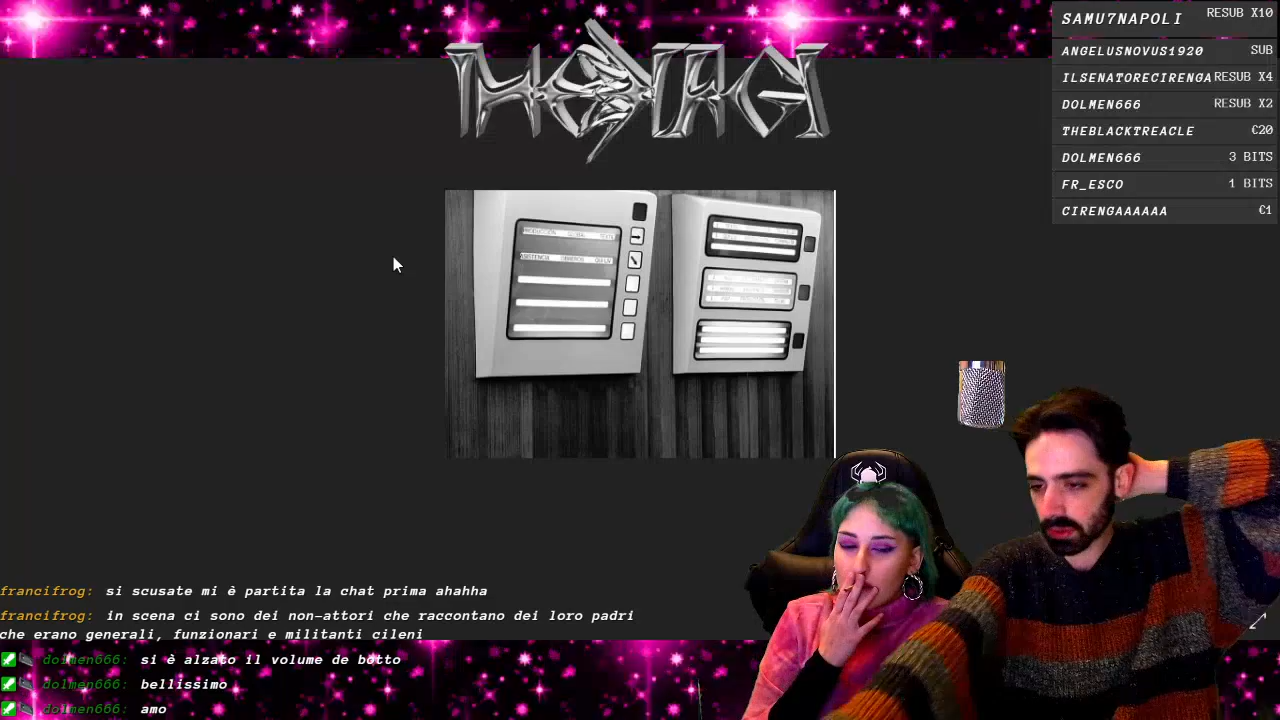 SAMU7NAPOLI RESUB X10
ANGELUSNOVUS1920 SUB
ILSENATORECIRENGA RESUB X4
DOLMEN666 RESUB X2
THEBLACKTREACLE €20
DOLMEN666 3 BITS
FR_ESCO 1 BITS
CIRENGAAAAAA €1
francifrog: si scusate mi è partita la chat prima ahahha
francifrog: in scena ci sono dei non-attori che raccontano dei loro padri
che erano generali, funzionari e militanti cileni
dolmen666: si è alzato il volume de botto
dolmen666: bellissimo
dolmen666: amo